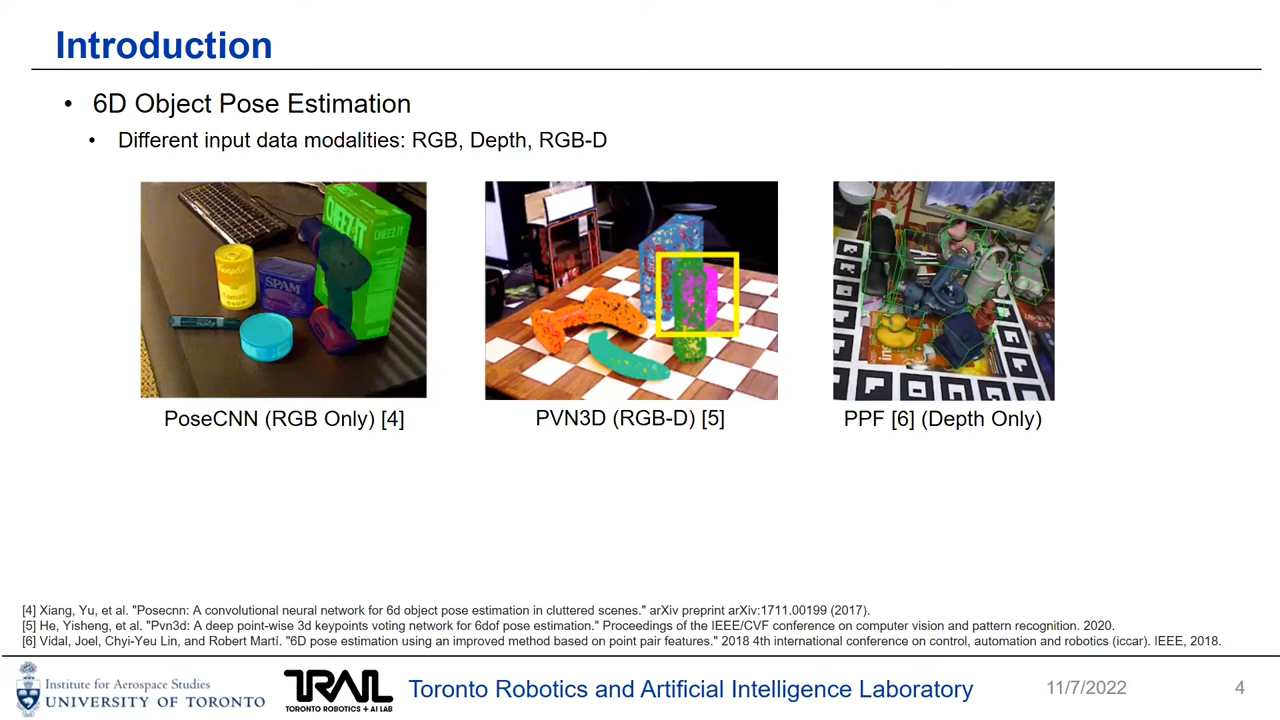 Introduction
• 6D Object Pose Estimation
• Different input data modalities: RGB, Depth, RGB-D
CHEEZ-IT
CHEEZ-IT
SPAM
PoseCNN (RGB Only) [4]
PVN3D (RGB-D) [5]
PPF [6] (Depth Only)
[4] Xiang, Yu, et al. "Posecnn: A convolutional neural network for 6d object pose estimation in cluttered scenes." arXiv preprint arXiv:1711.00199 (2017).
[5] He, Yisheng, et al. "Pvn3d: A deep point-wise 3d keypoints voting network for 6dof pose estimation." Proceedings of the IEEE/CVF conference on computer vision and pattern recognition. 2020.
[6] Vidal, Joel, Chyi-Yeu Lin, and Robert Martí. "6D pose estimation using an improved method based on point pair features." 2018 4th international conference on control, automation and robotics (iccar). IEEE, 2018.
Institute for Aerospace Studies
UNIVERSITY OF TORONTO
TRAIL
TORONTO ROBOTICS + AI LAB
Toronto Robotics and Artificial Intelligence Laboratory
11/7/2022
4